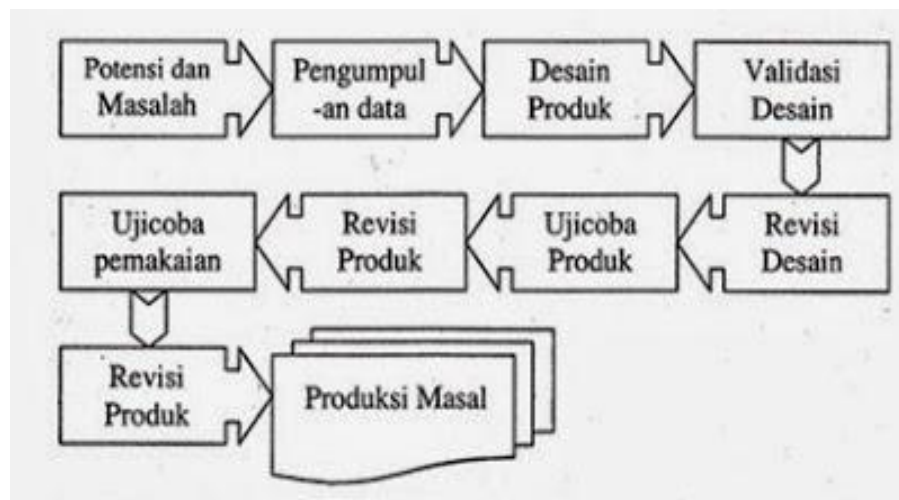 Potensi dan
Masalah
Pengumpul
-an data
Desain
Produk
Validasi
Desain
Revisi
Desain
Ujicoba
Produk
Revisi
Produk
Ujicoba
pemakaian
Revisi
Produk
Produksi Masal